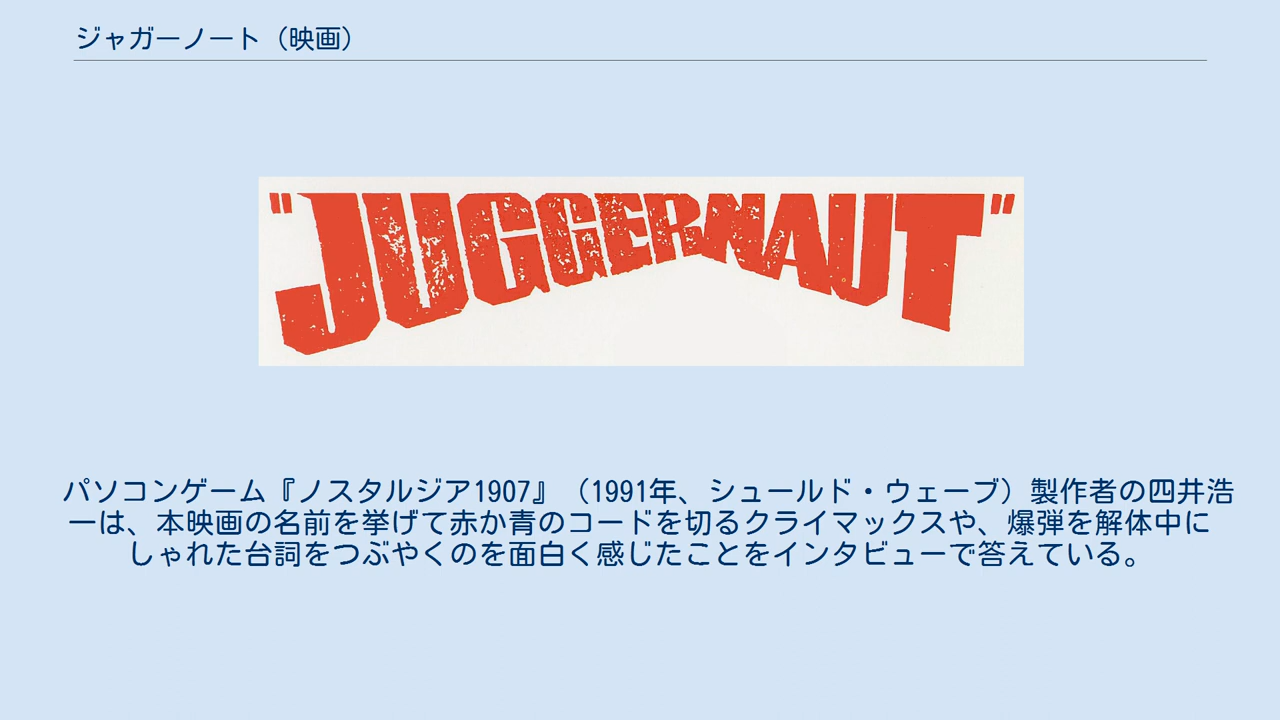 ジャガーノート（映画）
"JUGGERNAUT"
パソコンゲーム『ノスタルジア1907』（1991年、シュールド・ウェーブ）製作者の四井浩
一は、本映画の名前を挙げて赤か青のコードを切るクライマックスや、爆弾を解体中に
しゃれた台詞をつぶやくのを面白く感じたことをインタビューで答えている。